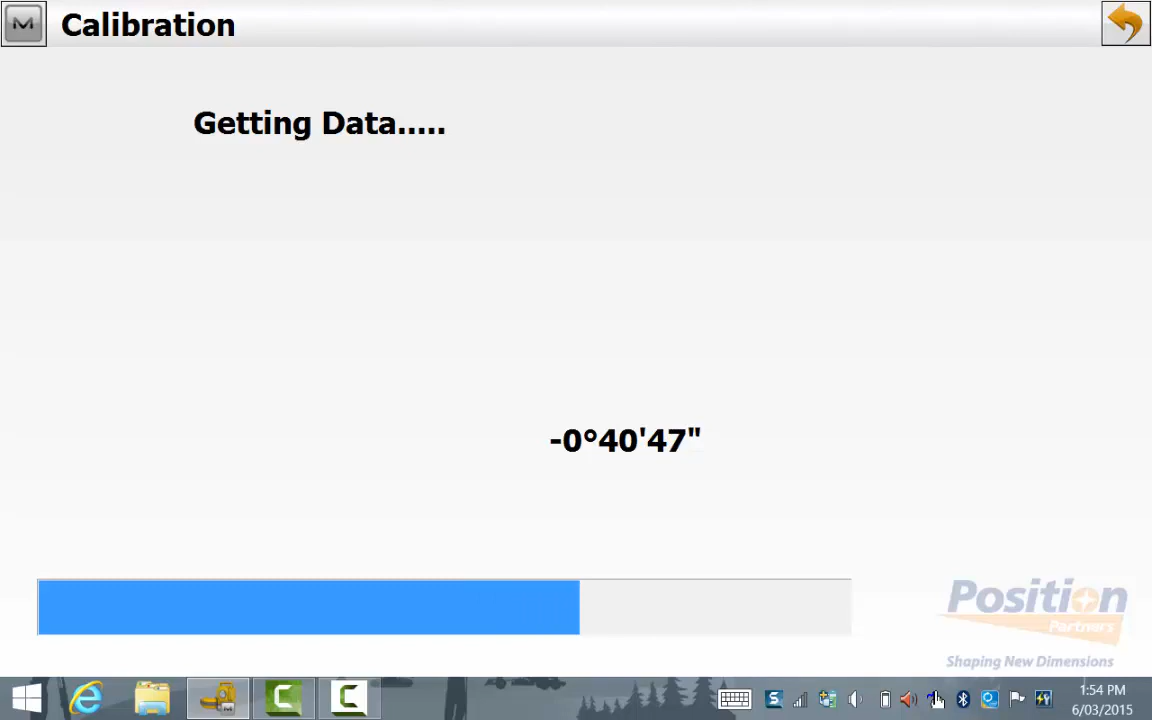 Calibration
Getting Data.....
-0°40'47"
Position
Partners
Shaping New Dimensions
1:54 PM
6/03/2015